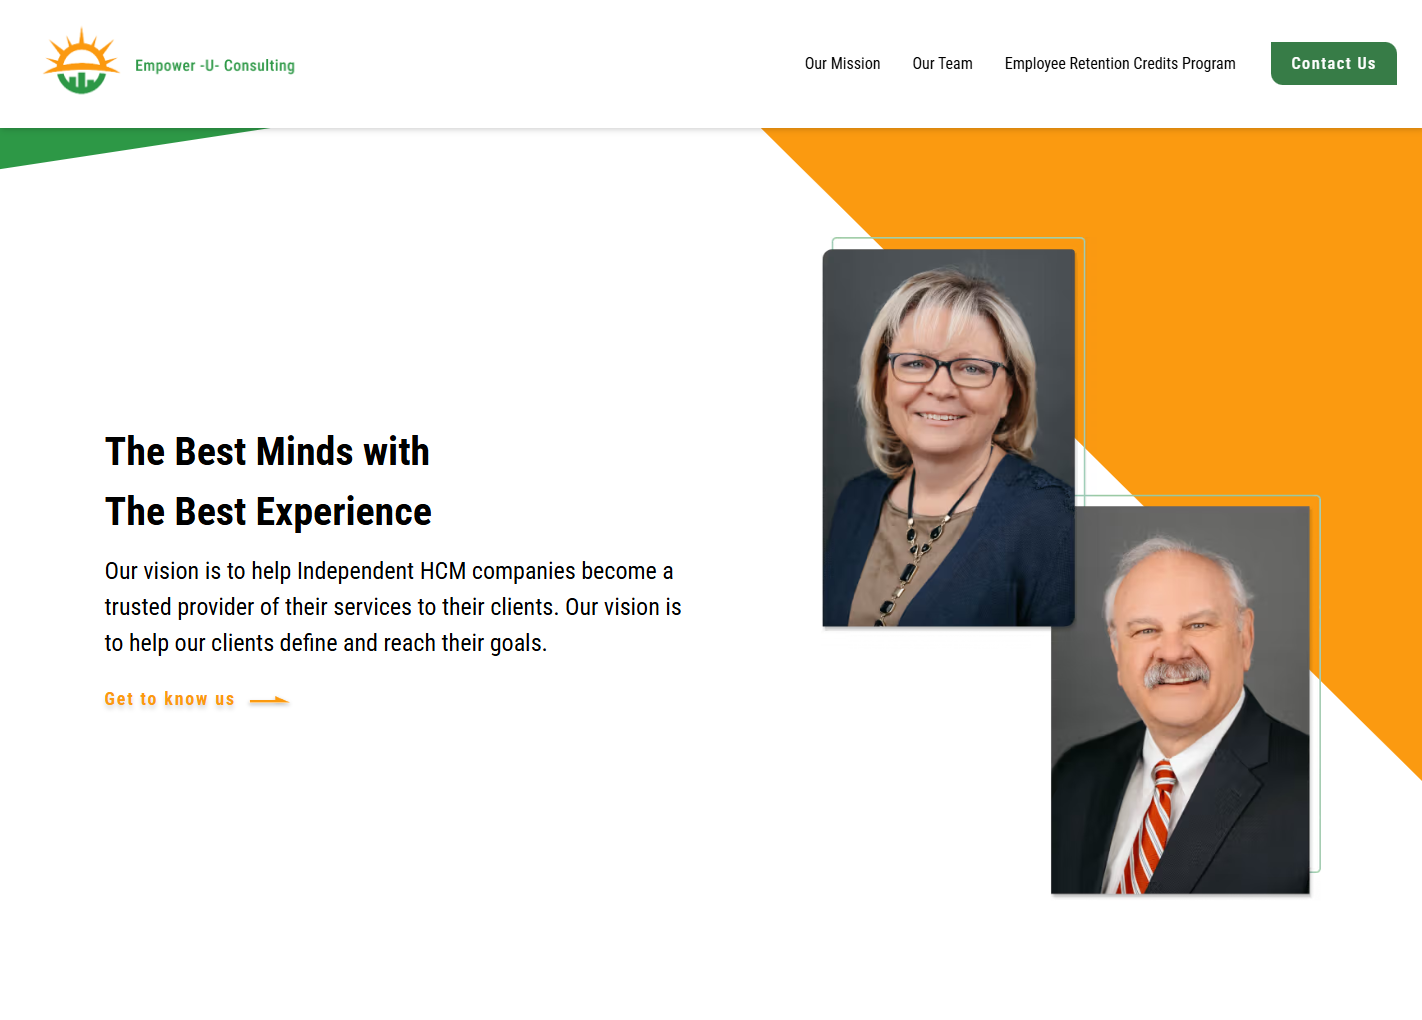 Empower -U- Consulting
Our Mission
Our Team
Employee Retention Credits Program
Contact Us
The Best Minds with
The Best Experience
Our vision is to help Independent HCM companies become a
trusted provider of their services to their clients. Our vision is
to help our clients define and reach their goals.
Get to know us